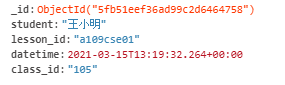 _id:ObjectId("5fb51eef36ad99c2d6464758")
student:"王小明"
lesson_id:"a109cse01"
datetime:2021-03-15T13:19:32.264+00:00
class_id:"105"